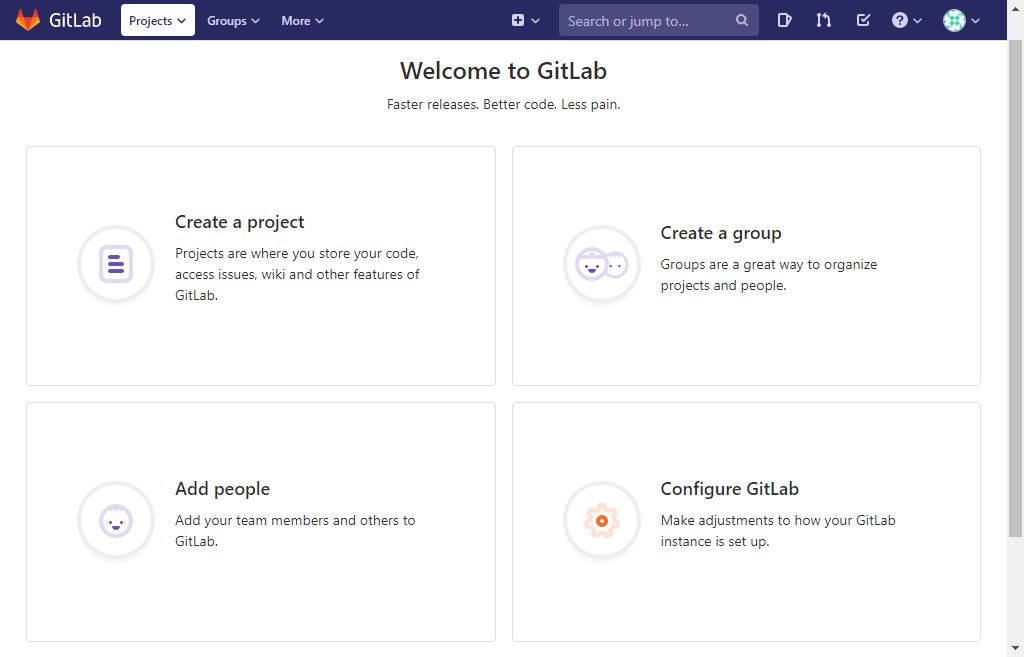 GitLab Projects Groups More Search or jump to...
Welcome to GitLab
Faster releases. Better code. Less pain.
Create a project
Projects are where you store your code,
access issues, wiki and other features of
GitLab.
Create a group
Groups are a great way to organize
projects and people.
Add people
Add your team members and others to
GitLab.
Configure GitLab
Make adjustments to how your GitLab
instance is set up.